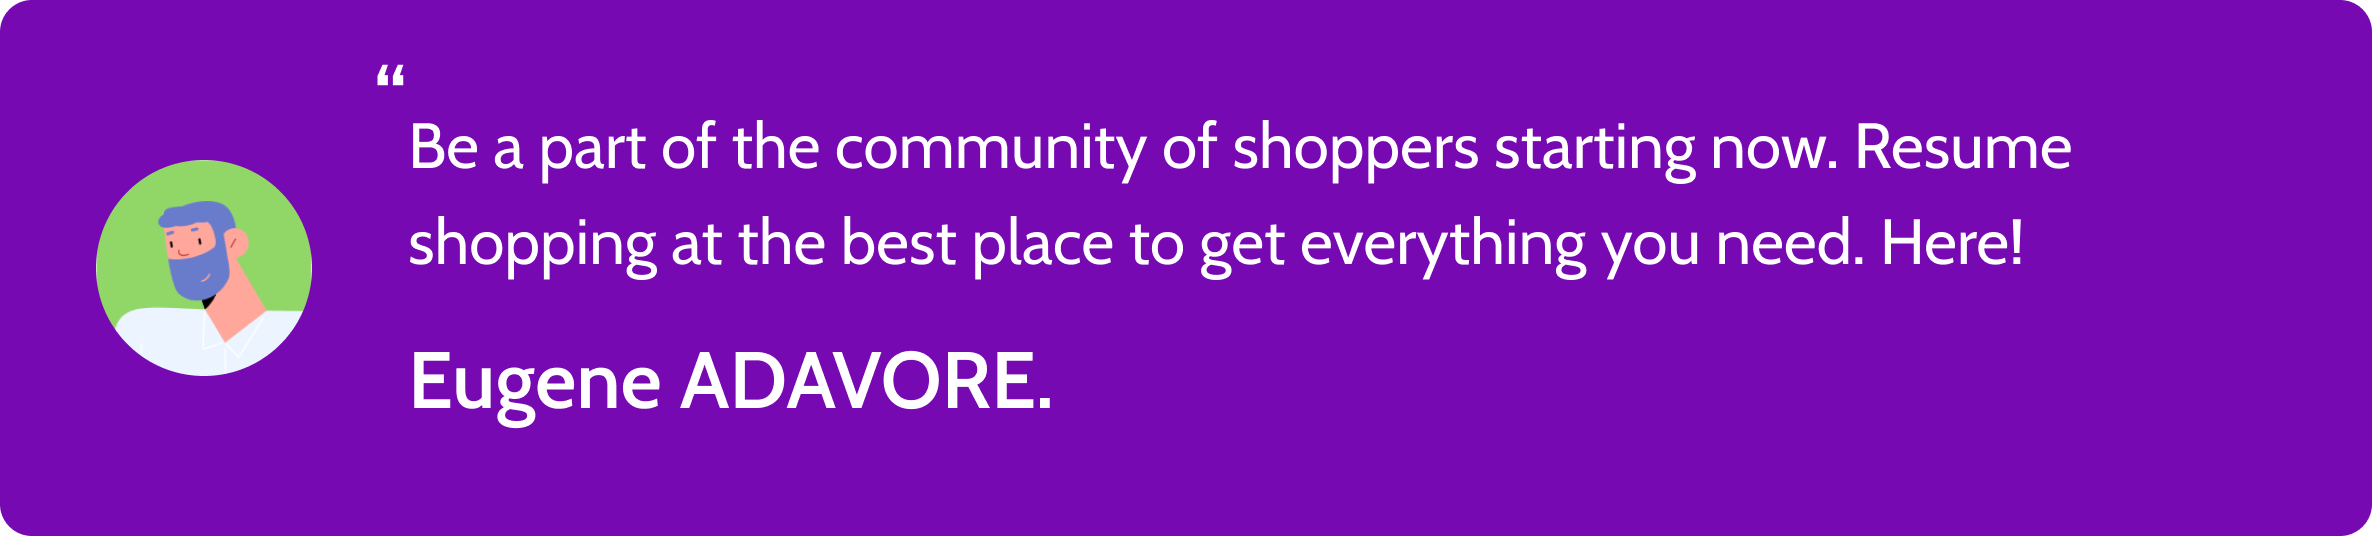 “
Be a part of the community of shoppers starting now. Resume
shopping at the best place to get everything you need. Here!
Eugene ADAVORE.